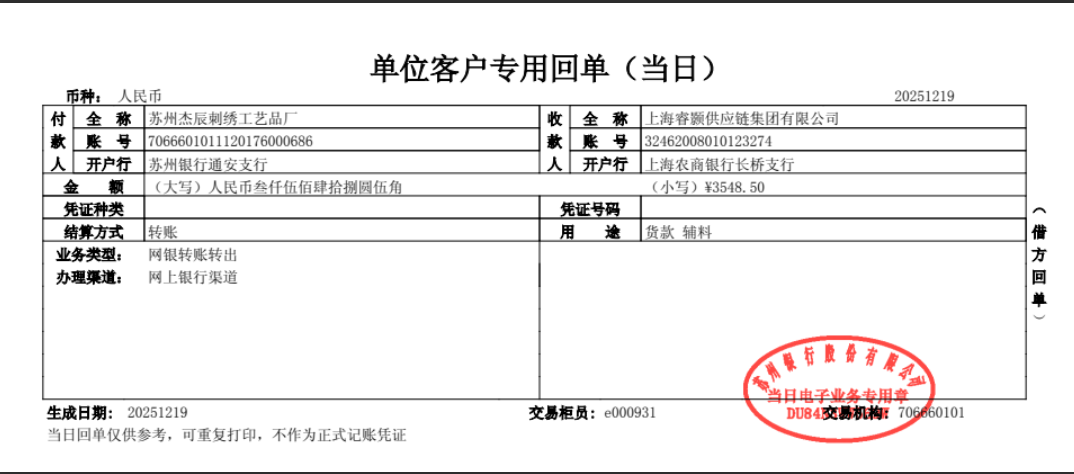 单位客户专用回单（当日）
币种： 人民币 20251219
付款人 全称 苏州杰辰刺绣工艺品厂 收款人 全称 上海睿颢供应链集团有限公司
账号 7066601011120176000686 账号 32462008010123274
开户行 苏州银行通安支行 开户行 上海农商银行长桥支行
金额 （大写）人民币叁仟伍佰肆拾捌圆伍角 （小写）¥3548.50
凭证种类 凭证号码
结算方式 转账 用途 货款 辅料
业务类型： 网银转账转出
办理渠道： 网上银行渠道
（借方回单）
苏州银行股份有限公司
当日电子业务专用章
DU84
生成日期： 20251219 交易柜员： e000931 交易机构： 706660101
当日回单仅供参考，可重复打印，不作为正式记账凭证